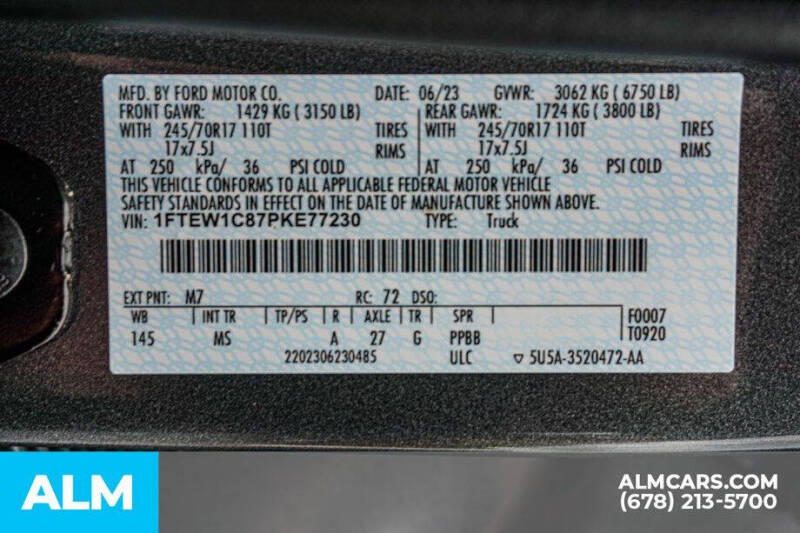 MFD. BY FORD MOTOR CO. DATE: 06/23 GVWR: 3062 KG ( 6750 LB)
FRONT GAWR: 1429 KG ( 3150 LB) REAR GAWR: 1724 KG ( 3800 LB)
WITH 245/70R17 110T TIRES WITH 245/70R17 110T TIRES
17x7.5J RIMS 17x7.5J RIMS
AT 250 kPa/ 36 PSI COLD AT 250 kPa/ 36 PSI COLD
THIS VEHICLE CONFORMS TO ALL APPLICABLE FEDERAL MOTOR VEHICLE
SAFETY STANDARDS IN EFFECT ON THE DATE OF MANUFACTURE SHOWN ABOVE.
VIN: 1FTEW1C87PKE77230 TYPE: Truck
EXT PNT: M7 RC: 72 DSO:
WB INT TR TP/PS R AXLE TR SPR F0007
145 MS A 27 G PPBB T0920
2202306230485 ULC ▽ 5U5A-3520472-AA
ALM
ALMCARS.COM
(678) 213-5700